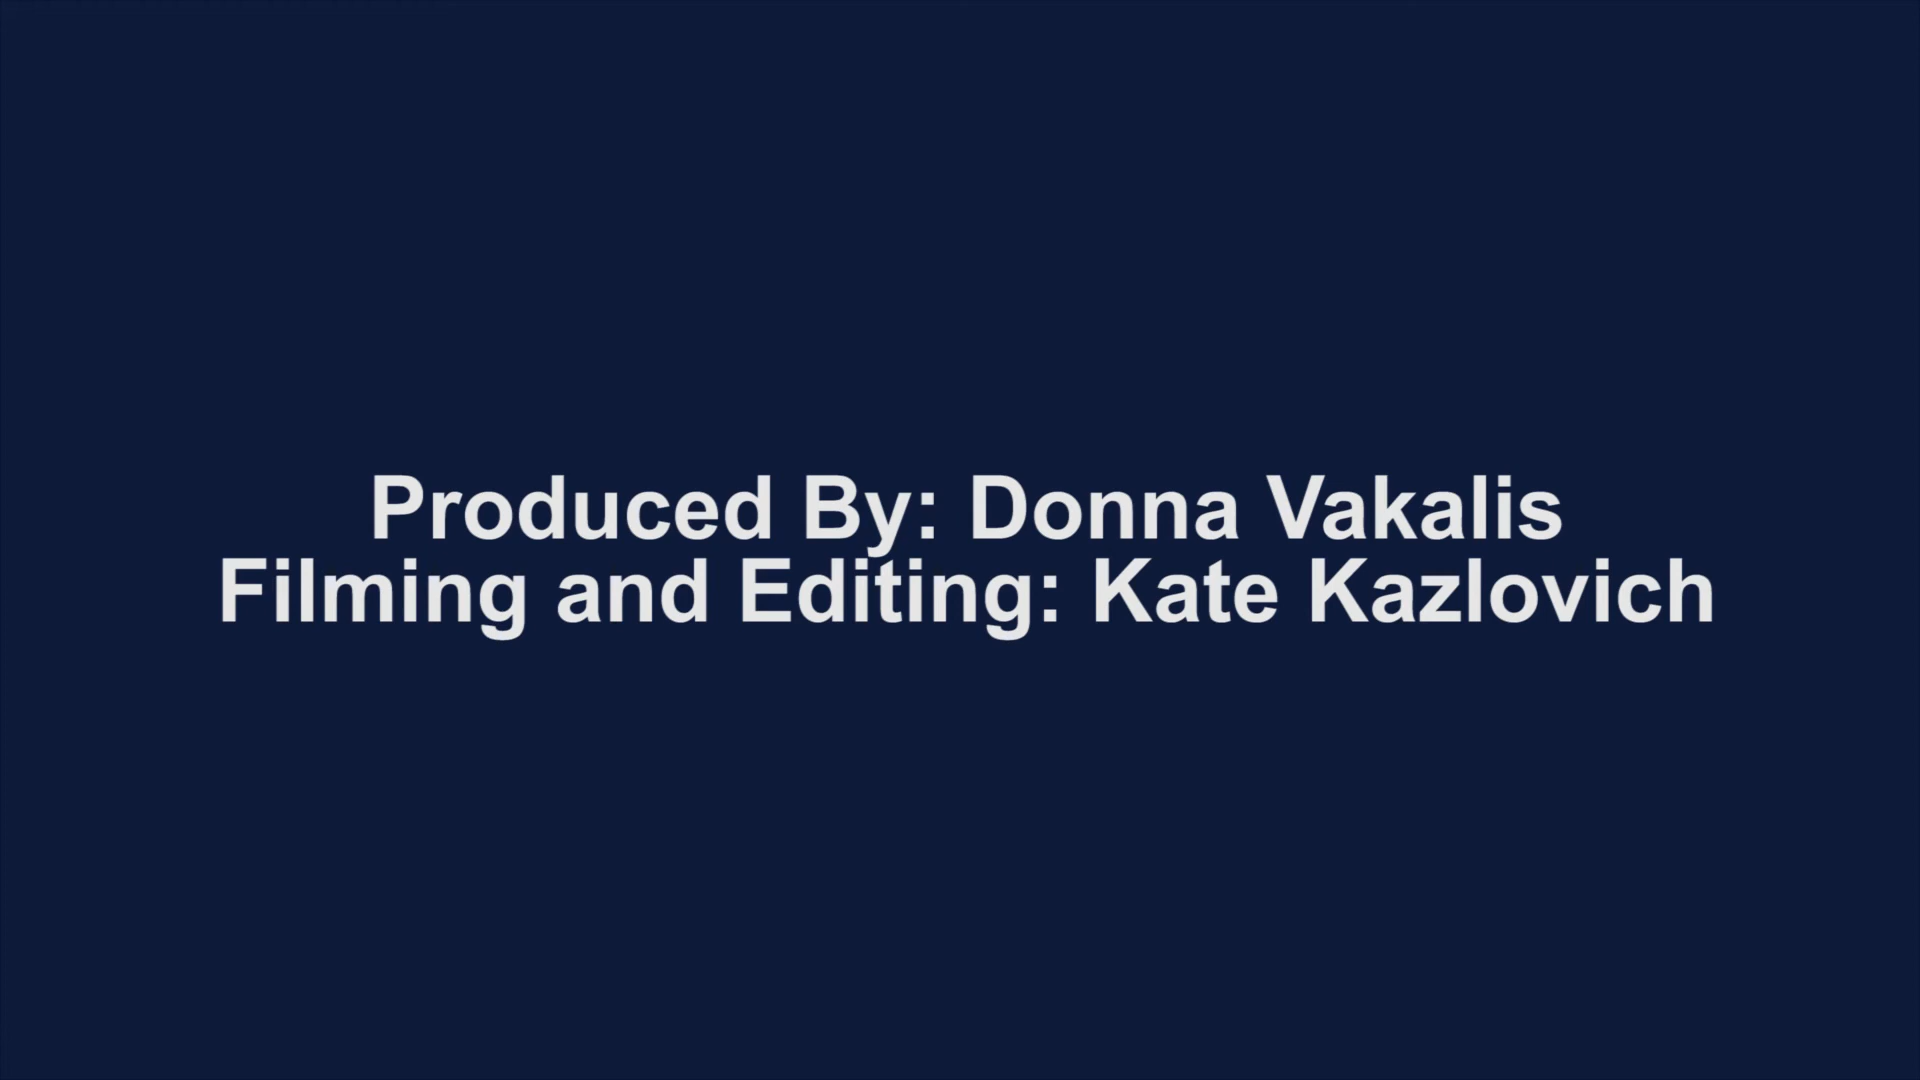 Produced By: Donna Vakalis
Filming and Editing: Kate Kazlovich